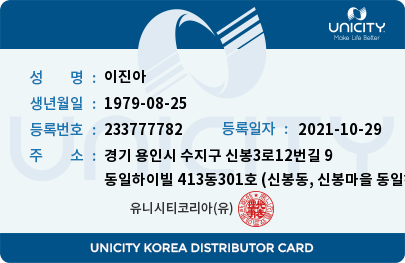 UNICITY
Make Life Better
성 명 : 이진아
생년월일 : 1979-08-25
등록번호 : 233777782 등록일자 : 2021-10-29
주 소 : 경기 용인시 수지구 신봉3로12번길 9
동일하이빌 413동301호 (신봉동, 신봉마을 동일하
유니시티코리아(유)
UNICITY KOREA DISTRIBUTOR CARD
UNICITY